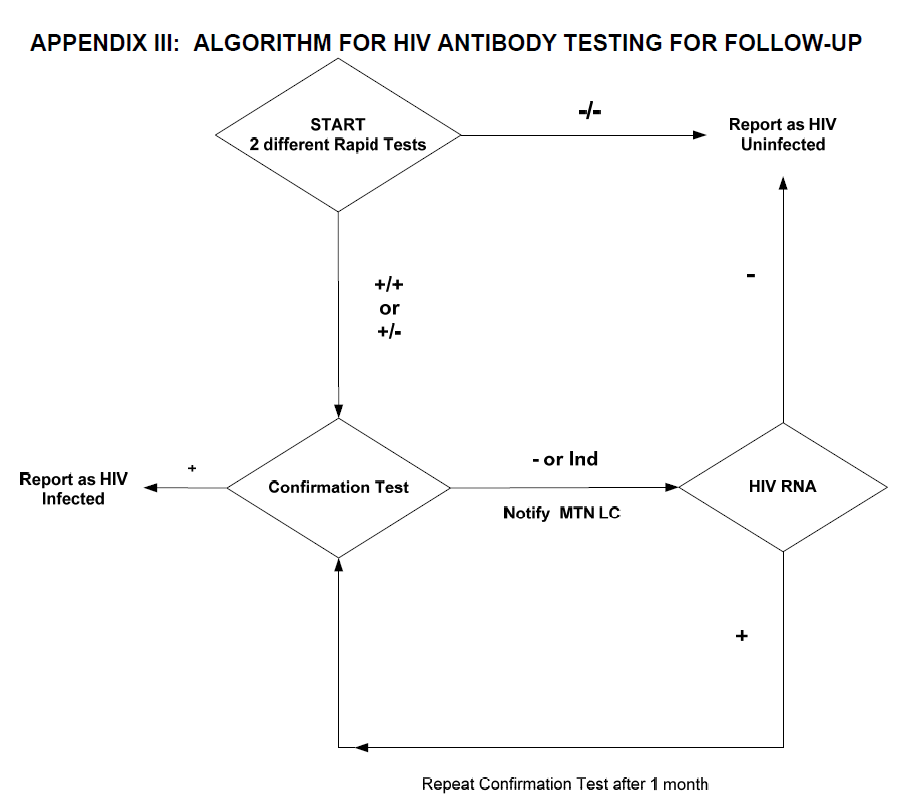 APPENDIX III: ALGORITHM FOR HIV ANTIBODY TESTING FOR FOLLOW-UP
START
2 different Rapid Tests
-/-
Report as HIV
Uninfected
+/+
or
+/-
-
Report as HIV
Infected
+
Confirmation Test
- or Ind
Notify MTN LC
HIV RNA
+
Repeat Confirmation Test after 1 month